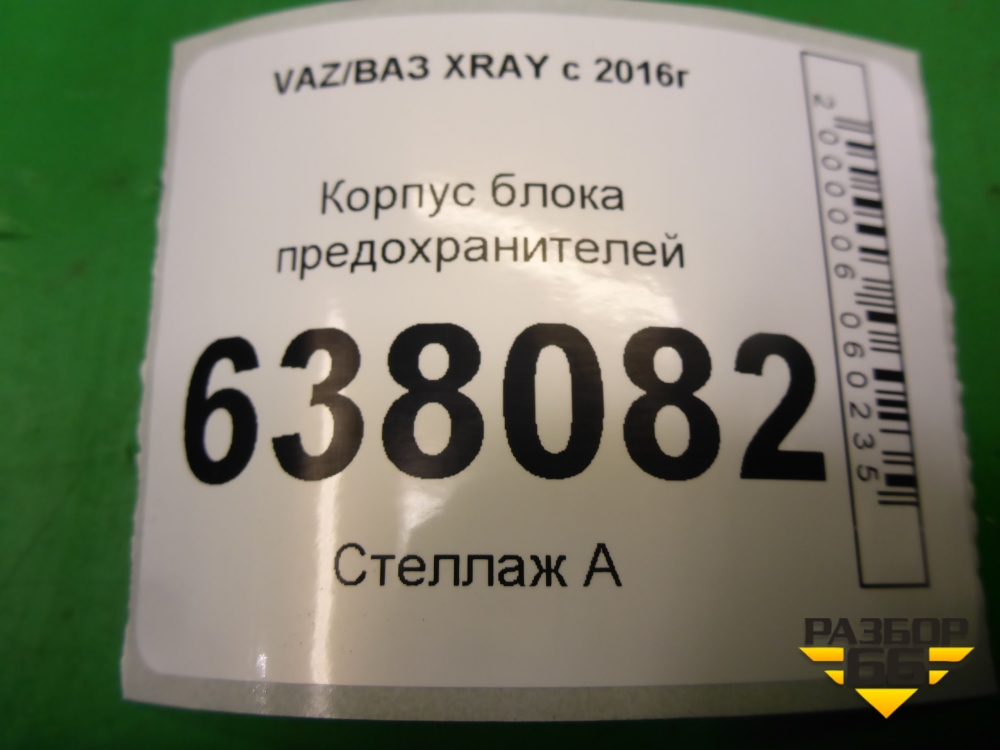 VAZ/ВАЗ XRAY с 2016г
Корпус блока
предохранителей
638082
Стеллаж А
2000006060235
РАЗБОР
66